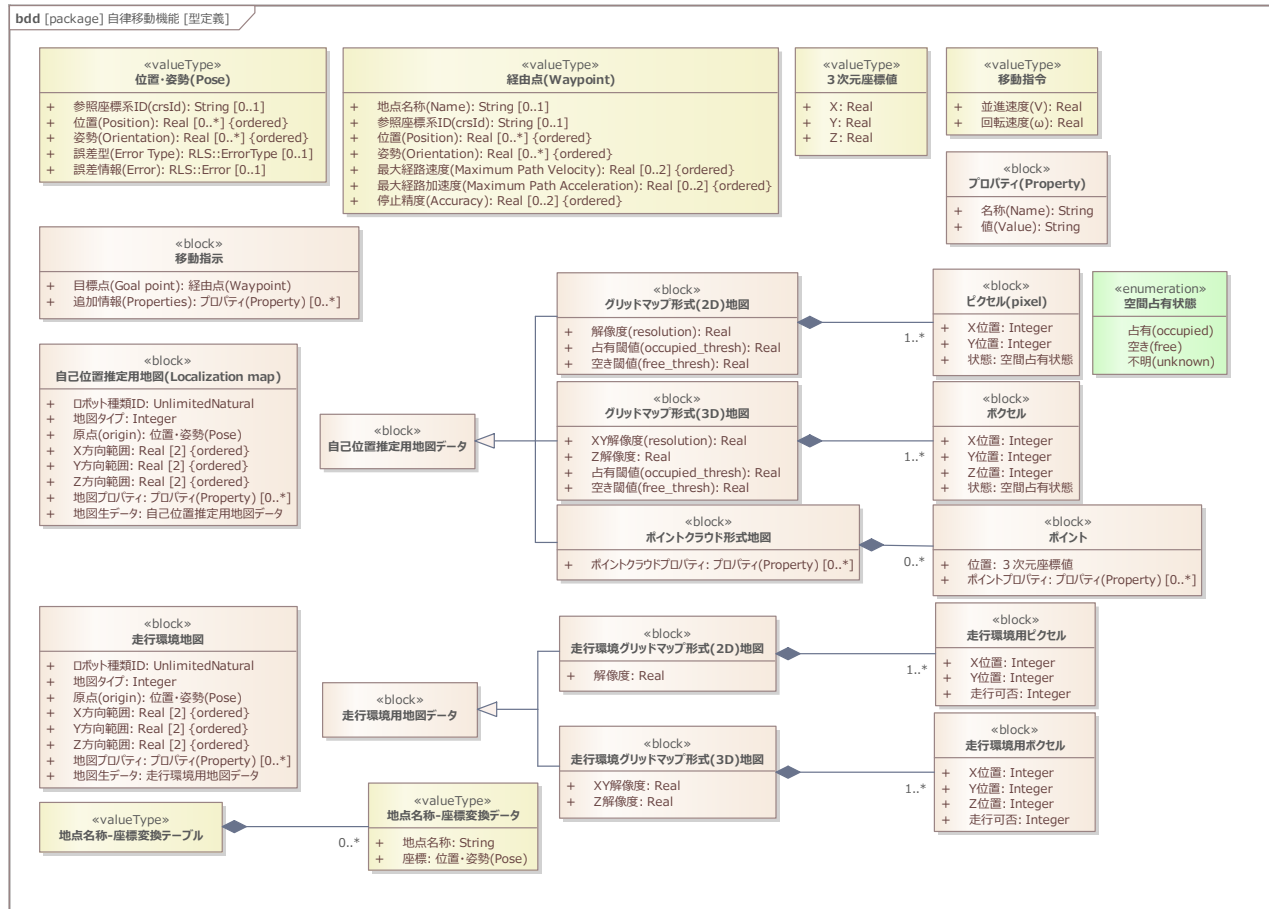 bdd [package] 自律移動機能 [型定義]
«valueType»
位置・姿勢(Pose)
+ 参照座標系ID(crsId): String [0..1]
+ 位置(Position): Real [0..*] {ordered}
+ 姿勢(Orientation): Real [0..*] {ordered}
+ 誤差型(Error Type): RLS::ErrorType [0..1]
+ 誤差情報(Error): RLS::Error [0..1]
«valueType»
経由点(Waypoint)
+ 地点名称(Name): String [0..1]
+ 参照座標系ID(crsId): String [0..1]
+ 位置(Position): Real [0..*] {ordered}
+ 姿勢(Orientation): Real [0..*] {ordered}
+ 最大経路速度(Maximum Path Velocity): Real [0..2] {ordered}
+ 最大経路加速度(Maximum Path Acceleration): Real [0..2] {ordered}
+ 停止精度(Accuracy): Real [0..2] {ordered}
«valueType»
3次元座標値
+ X: Real
+ Y: Real
+ Z: Real
«valueType»
移動指令
+ 並進速度(V): Real
+ 回転速度(ω): Real
«block»
プロパティ(Property)
+ 名称(Name): String
+ 値(Value): String
«block»
移動指示
+ 目標点(Goal point): 経由点(Waypoint)
+ 追加情報(Properties): プロパティ(Property) [0..*]
«block»
グリッドマップ形式(2D)地図
+ 解像度(resolution): Real
+ 占有閾値(occupied_thresh): Real
+ 空き閾値(free_thresh): Real
1..*
«block»
ピクセル(pixel)
+ X位置: Integer
+ Y位置: Integer
+ 状態: 空間占有状態
«enumeration»
空間占有状態
占有(occupied)
空き(free)
不明(unknown)
«block»
自己位置推定用地図(Localization map)
+ ロボット種類ID: UnlimitedNatural
+ 地図タイプ: Integer
+ 原点(origin): 位置・姿勢(Pose)
+ X方向範囲: Real [2] {ordered}
+ Y方向範囲: Real [2] {ordered}
+ Z方向範囲: Real [2] {ordered}
+ 地図プロパティ: プロパティ(Property) [0..*]
+ 地図生データ: 自己位置推定用地図データ
«block»
自己位置推定用地図データ
«block»
グリッドマップ形式(3D)地図
+ XY解像度(resolution): Real
+ Z解像度: Real
+ 占有閾値(occupied_thresh): Real
+ 空き閾値(free_thresh): Real
1..*
«block»
ボクセル
+ X位置: Integer
+ Y位置: Integer
+ Z位置: Integer
+ 状態: 空間占有状態
«block»
ポイントクラウド形式地図
+ ポイントクラウドプロパティ: プロパティ(Property) [0..*]
0..*
«block»
ポイント
+ 位置: 3次元座標値
+ ポイントプロパティ: プロパティ(Property) [0..*]
«block»
走行環境地図
+ ロボット種類ID: UnlimitedNatural
+ 地図タイプ: Integer
+ 原点(origin): 位置・姿勢(Pose)
+ X方向範囲: Real [2] {ordered}
+ Y方向範囲: Real [2] {ordered}
+ Z方向範囲: Real [2] {ordered}
+ 地図プロパティ: プロパティ(Property) [0..*]
+ 地図生データ: 走行環境用地図データ
«block»
走行環境用地図データ
«block»
走行環境グリッドマップ形式(2D)地図
+ 解像度: Real
1..*
«block»
走行環境用ピクセル
+ X位置: Integer
+ Y位置: Integer
+ 走行可否: Integer
«block»
走行環境グリッドマップ形式(3D)地図
+ XY解像度: Real
+ Z解像度: Real
1..*
«block»
走行環境用ボクセル
+ X位置: Integer
+ Y位置: Integer
+ Z位置: Integer
+ 走行可否: Integer
«valueType»
地点名称-座標変換テーブル
0..*
«valueType»
地点名称-座標変換データ
+ 地点名称: String
+ 座標: 位置・姿勢(Pose)